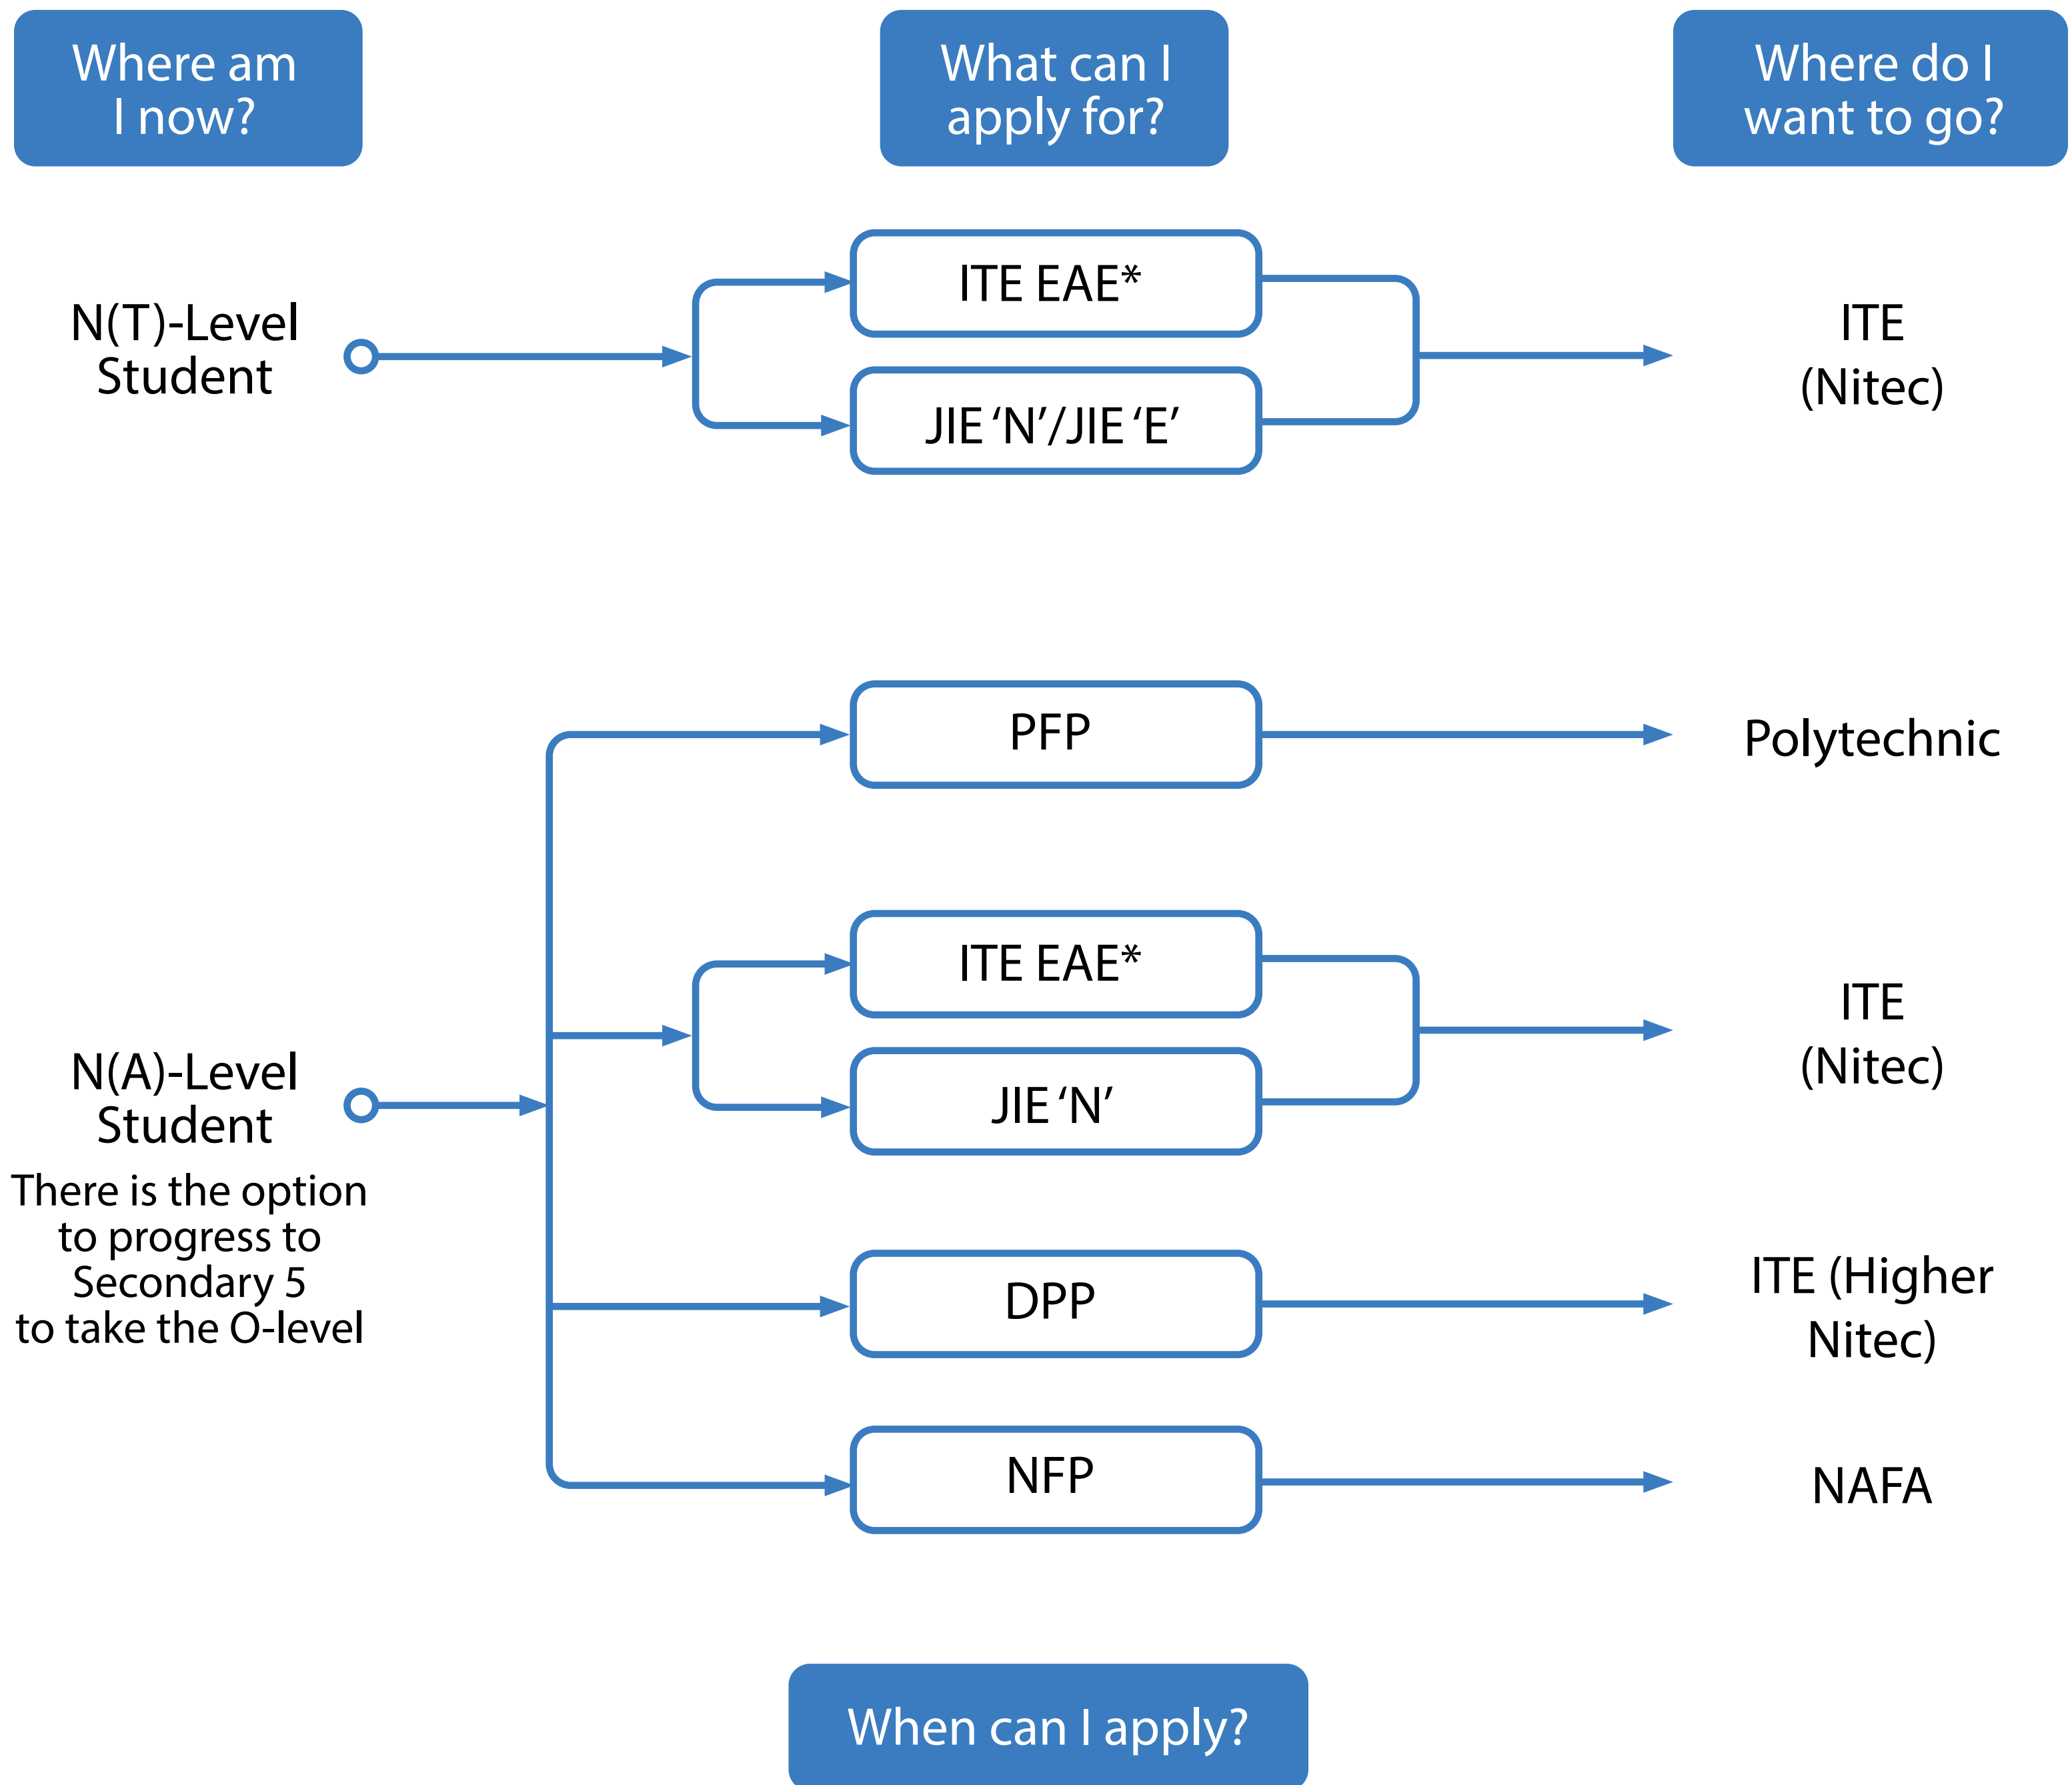 Where am
I now?
What can I
apply for?
Where do I
want to go?
N(T)-Level
Student
ITE EAE*
JIE ‘N’/JIE ‘E’
ITE
(Nitec)
PFP
Polytechnic
N(A)-Level
Student
There is the option
to progress to
Secondary 5
to take the O-level
ITE EAE*
JIE ‘N’
ITE
(Nitec)
DPP
ITE (Higher
Nitec)
NFP
NAFA
When can I apply?